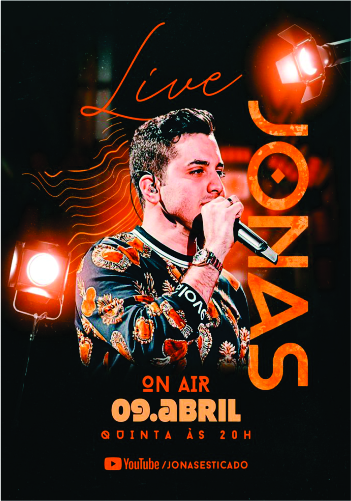 Live
JONAS
ON AIR
09.ABRIL
QUINTA ÀS 20H
YouTube /JONASESTICADO